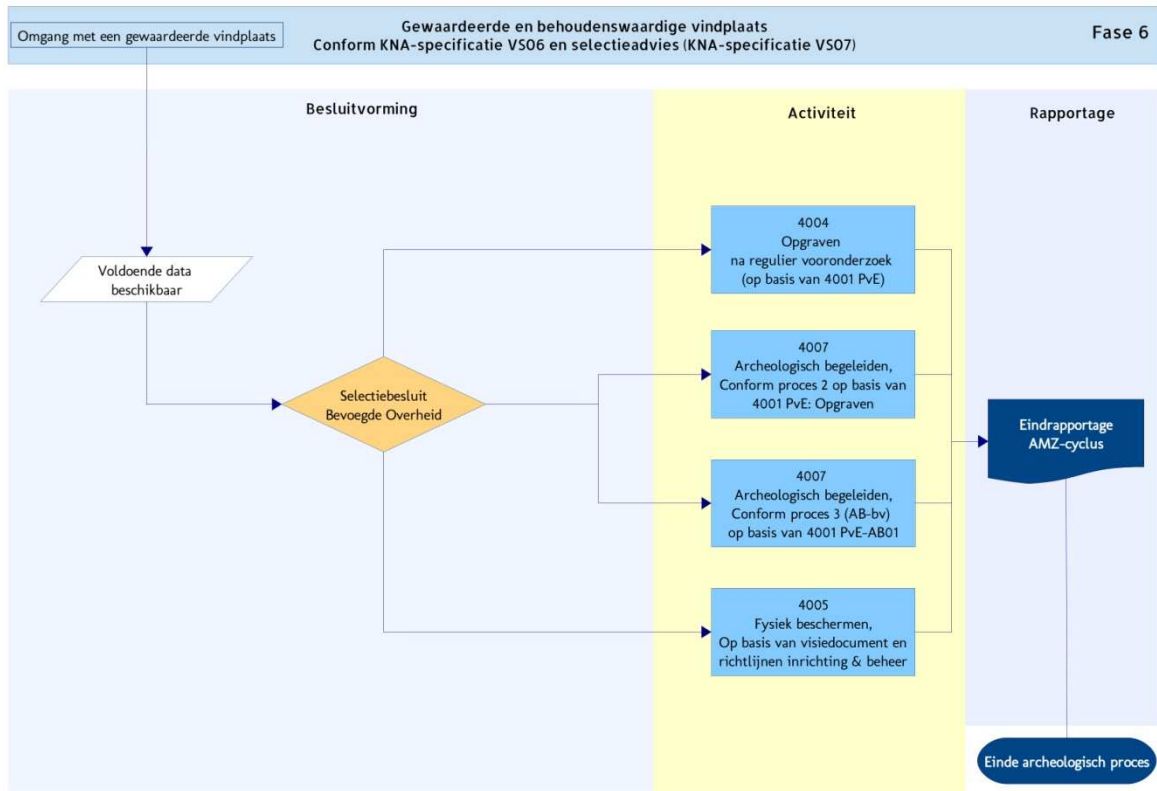 Omgang met een gewaardeerde vindplaats
Gewaardeerde en behoudenswaardige vindplaats
Conform KNA-specificatie VS06 en selectieadvies (KNA-specificatie VS07)
Fase 6
Besluitvorming
Activiteit
Rapportage
Voldoende data
beschikbaar
Selectiebesluit
Bevoegde Overheid
4004
Opgraven
na regulier vooronderzoek
(op basis van 4001 PvE)
4007
Archeologisch begeleiden,
Conform proces 2 op basis van
4001 PvE: Opgraven
4007
Archeologisch begeleiden,
Conform proces 3 (AB-bv)
op basis van 4001 PvE-AB01
4005
Fysiek beschermen,
Op basis van visiedocument en
richtlijnen inrichting & beheer
Eindrapportage
AMZ-cyclus
Einde archeologisch proces